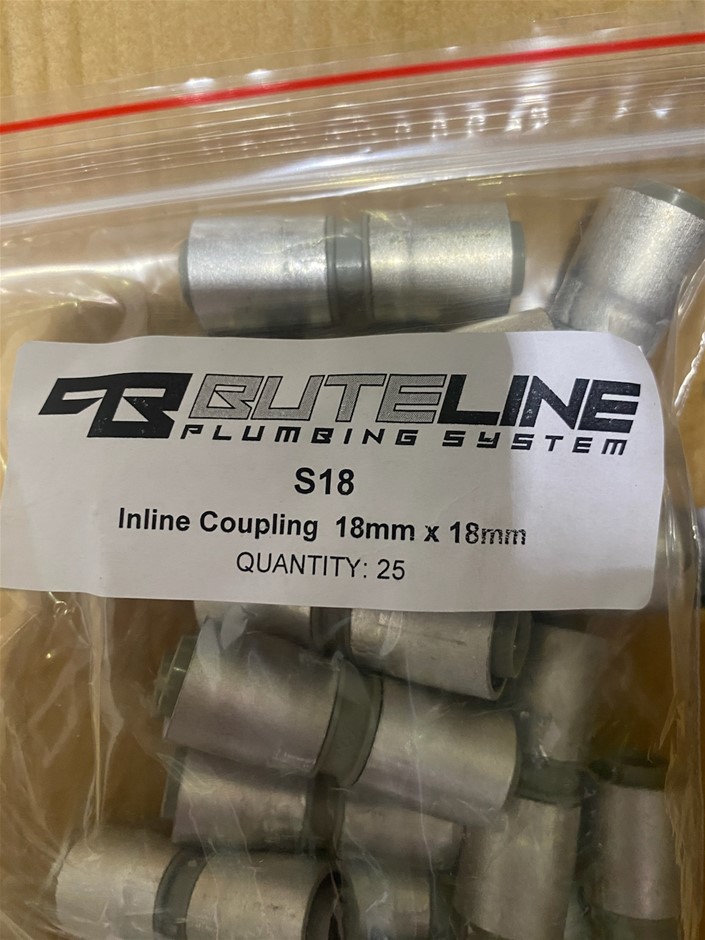 BUTELINE
PLUMBING SYSTEM
S18
Inline Coupling 18mm x 18mm
QUANTITY: 25